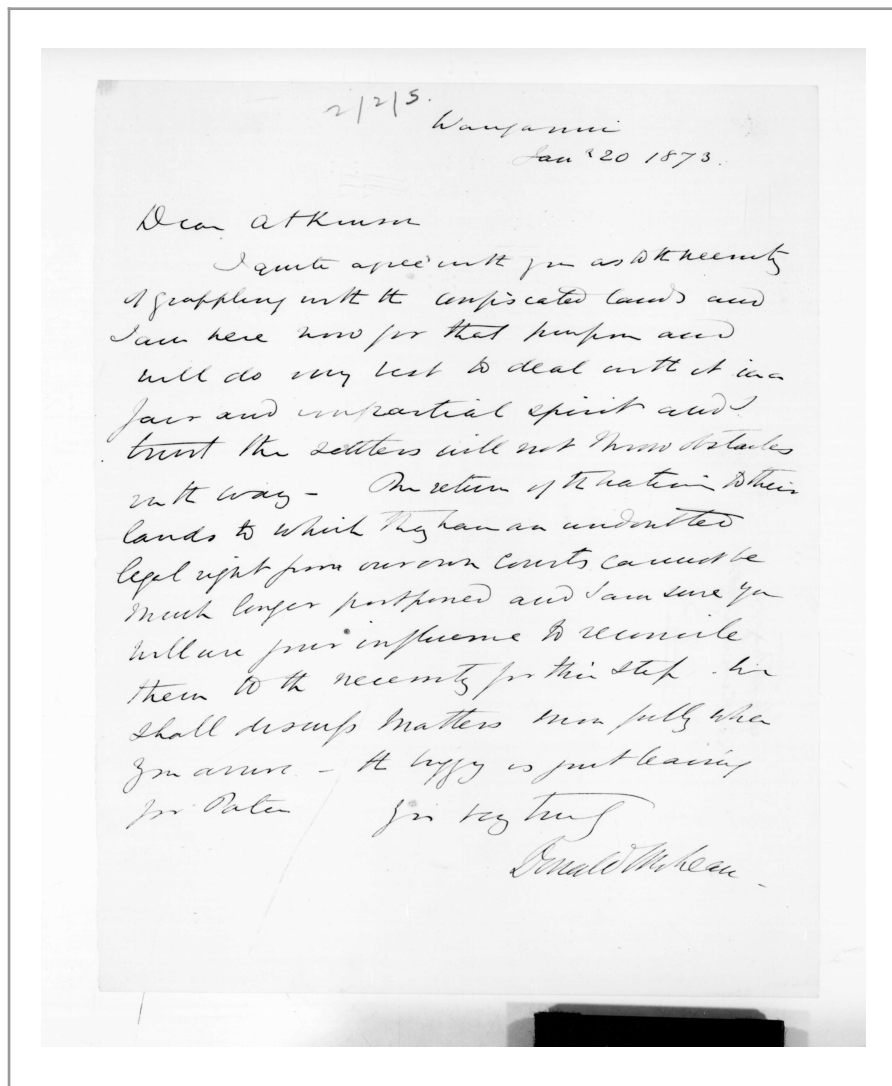 2/2/5.
Wanganui
Jany 20 1873.
Dear Atkinson
I quite agree with you as to the necessity
of grappling with the confiscated lands and
I am here now for that purpose and
will do my best to deal with it in a
fair and impartial spirit and I
trust the settlers will not throw obstacles
in the way - The return of the natives to their
lands to which they have an undoubted
legal right from our own Courts cannot be
much longer postponed and I am sure you
will use your influence to reconcile
them to the necessity for this step. We
shall discuss matters more fully when
you arrive - the buggy is just leaving
for Patea yrs very truly
Donald McLean